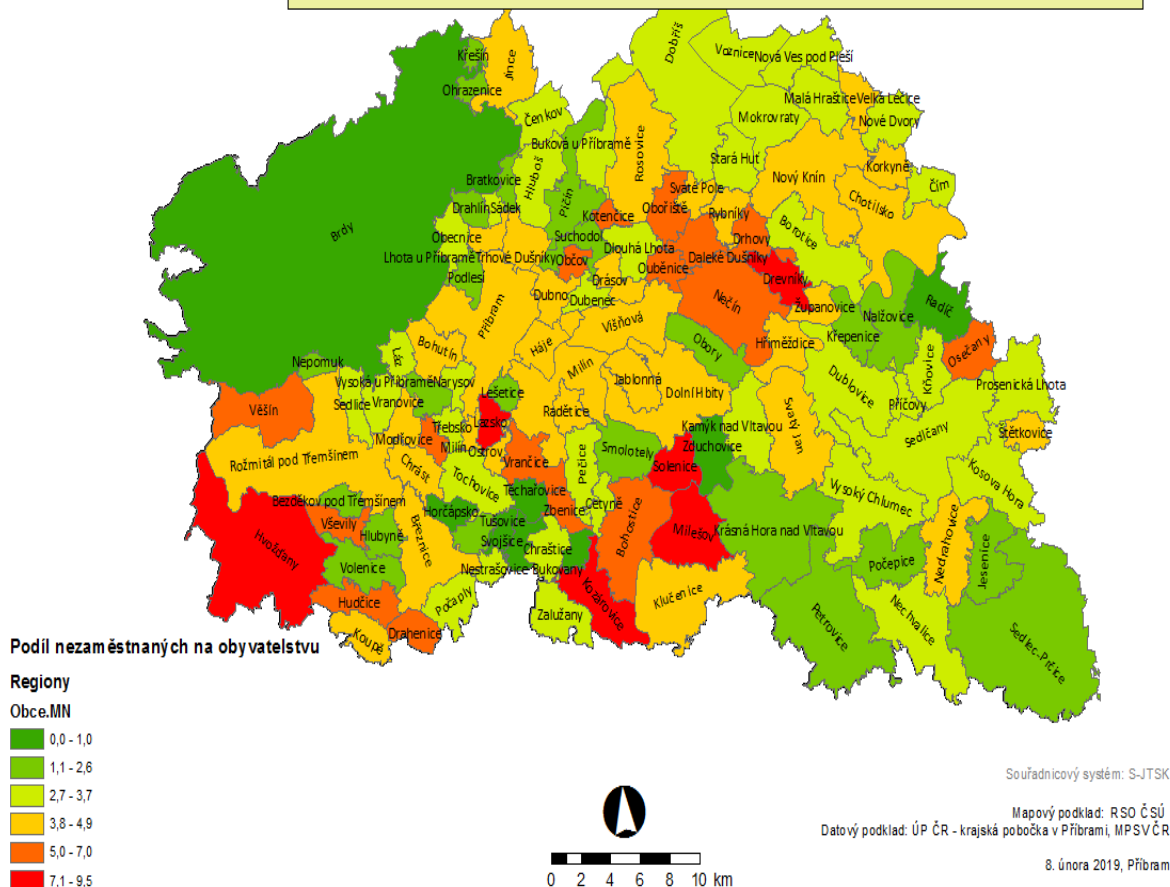 Křešín
Jince
Dobříš
Voznice
Nová Ves pod Pleší
Ohrazenice
Malá Hraštice
Velká Lečice
Čenkov
Mokrovraty
Nové Dvory
Buková u Příbramě
Rosovice
Stará Huť
Korkyně
Hluboš
Nový Knín
Bratkovice
Pičín
Svaté Pole
Chotilsko
Čím
Drahlín
Sádek
Kotenčice
Obořiště
Rybníky
Borotice
Brdy
Obecnice
Suchodol
Drhovy
Lhota u Příbramě
Trhové Dušníky
Občov
Dlouhá Lhota
Ouběnice
Daleké Dušníky
Podlesí
Drásov
Drevníky
Dubno
Dubenec
Nečín
Županovice
Radíč
Příbram
Višňová
Nalžovice
Bohutín
Háje
Obory
Hřiměždice
Křepenice
Osečany
Nepomuk
Láz
Milín
Vysoká u Příbramě
Narysov
Jablonná
Dolní Hbity
Dublovice
Kňovice
Prosenická Lhota
Věšín
Sedlice
Vranovice
Lešetice
Radětice
Svatý Jan
Příčovy
Třebsko
Lazsko
Kamýk nad Vltavou
Sedlčany
Štětkovice
Modřovice
Milín
Ostrov
Vrančice
Pečice
Smolotely
Zduchovice
Rožmitál pod Třemšínem
Chrást
Solenice
Kosova Hora
Tochovice
Vysoký Chlumec
Bezděkov pod Třemšínem
Těchařovice
Cetyně
Horčápsko
Zbenice
Vševily
Březnice
Tušovice
Bohostice
Milešov
Krásná Hora nad Vltavou
Nedrahovice
Hvožďany
Hlubyně
Svojšice
Chraštice
Jesenice
Volenice
Nestrašovice
Bukovany
Počepice
Hudčice
Počaply
Kozárovice
Klučenice
Zalužany
Petrovice
Nechvalice
Sedlec-Prčice
Koupě
Drahenice
Podíl nezaměstnaných na obyvatelstvu
Regiony
Obce.MN
0,0 - 1,0
1,1 - 2,6
2,7 - 3,7
3,8 - 4,9
5,0 - 7,0
7,1 - 9,5
0 2 4 6 8 10 km
Souřadnicový systém: S-JTSK
Mapový podklad: RSO ČSÚ
Datový podklad: ÚP ČR - krajská pobočka v Příbrami, MPSV ČR
8. února 2019, Příbram